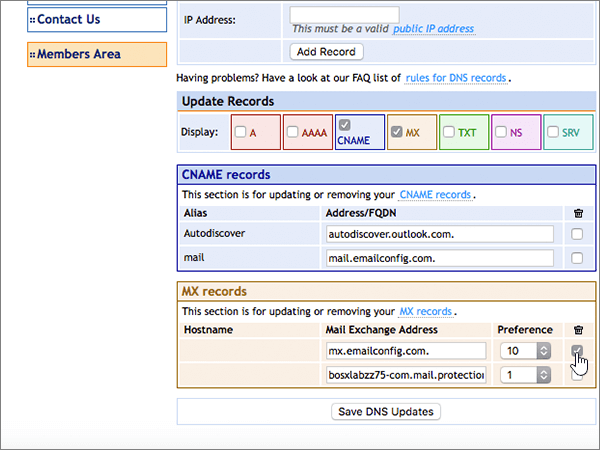 Contact Us
Members Area
IP Address:
This must be a valid public IP address
Add Record
Having problems? Have a look at our FAQ list of rules for DNS records.
Update Records
Display: A AAAA CNAME MX TXT NS SRV
CNAME records
This section is for updating or removing your CNAME records.
Alias Address/FQDN
Autodiscover autodiscover.outlook.com.
mail mail.emailconfig.com.
MX records
This section is for updating or removing your MX records.
Hostname Mail Exchange Address Preference
mx.emailconfig.com. 10
bosxlabzz75-com.mail.protection 1
Save DNS Updates